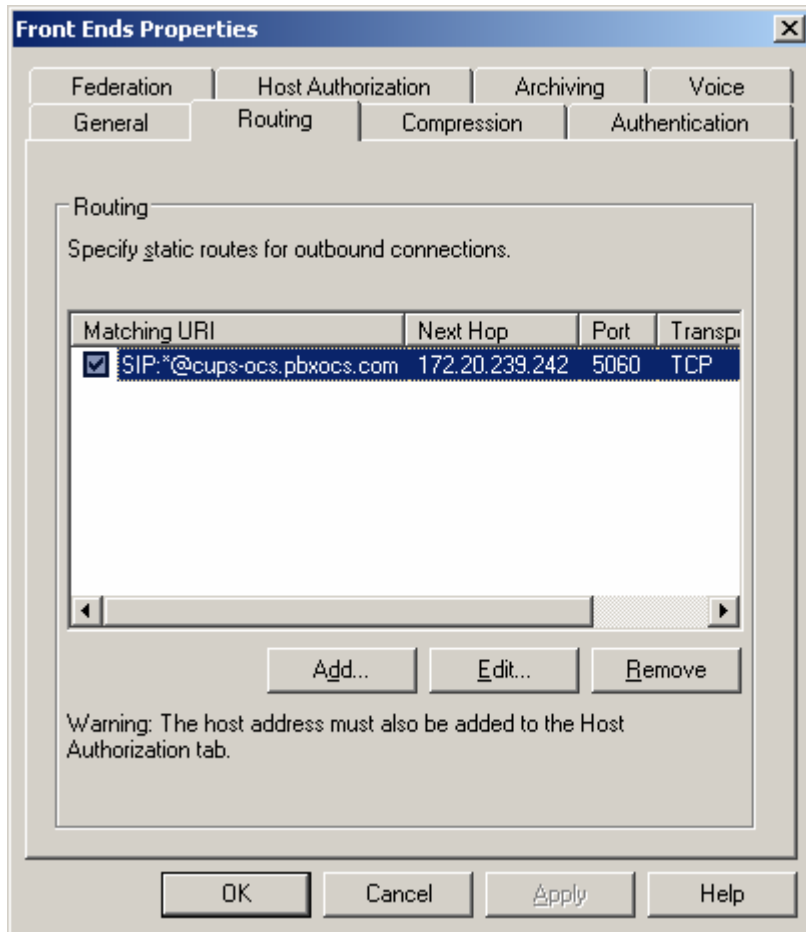 Front Ends Properties
Federation Host Authorization Archiving Voice
General Routing Compression Authentication
Routing
Specify static routes for outbound connections.
Matching URI Next Hop Port Transp
SIP:*@cups-ocs.pbxocs.com 172.20.239.242 5060 TCP
Add... Edit... Remove
Warning: The host address must also be added to the Host
Authorization tab.
OK Cancel Apply Help